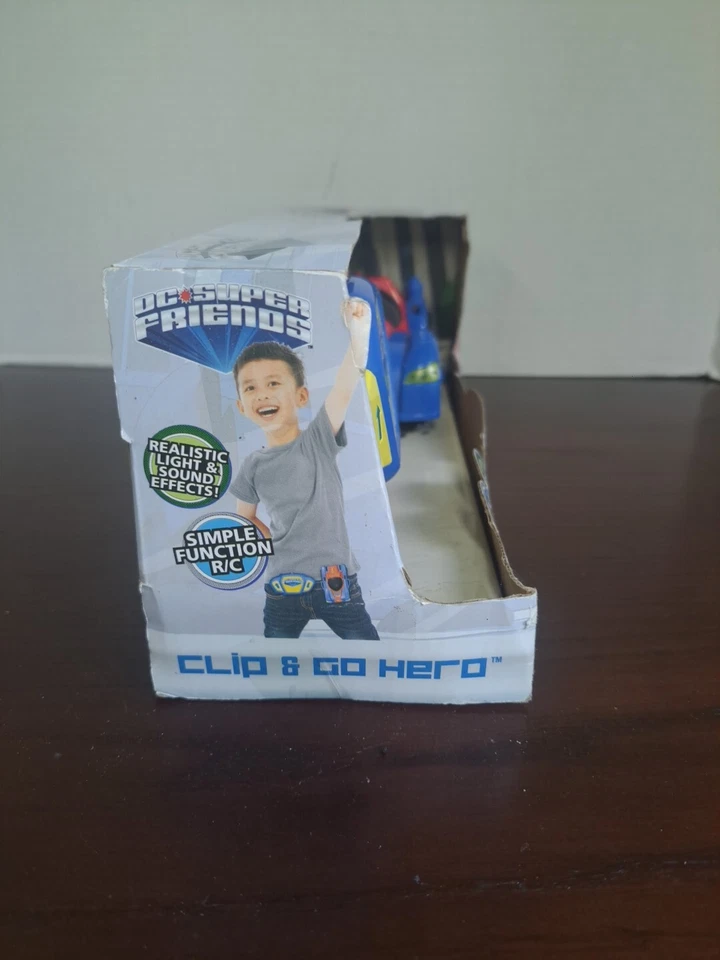 DC SUPER
FRIENDS
REALISTIC
LIGHT &
SOUND
EFFECTS!
SIMPLE
FUNCTION
R/C
CLIP & GO HERO™